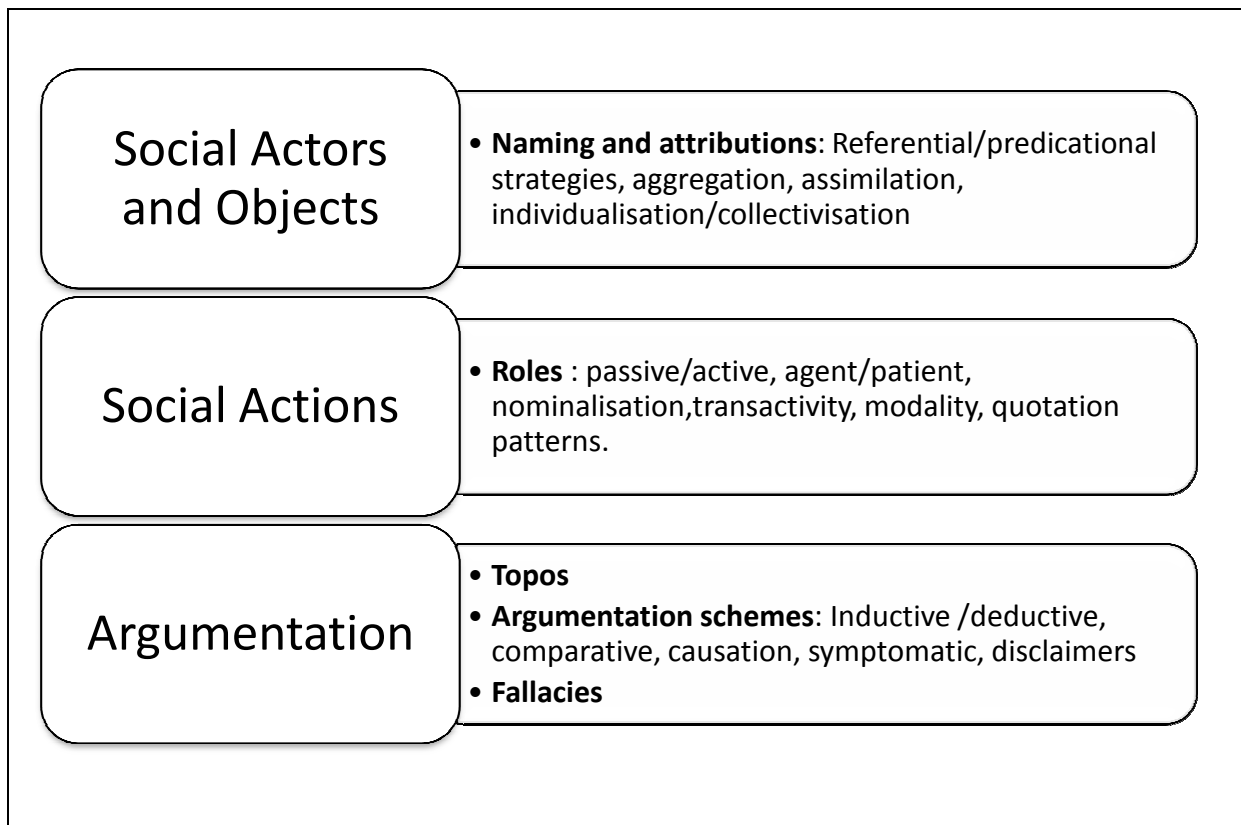 Social Actors
and Objects
• Naming and attributions: Referential/predicational
strategies, aggregation, assimilation,
individualisation/collectivisation
Social Actions
• Roles : passive/active, agent/patient,
nominalisation,transactivity, modality, quotation
patterns.
Argumentation
• Topos
• Argumentation schemes: Inductive /deductive,
comparative, causation, symptomatic, disclaimers
• Fallacies